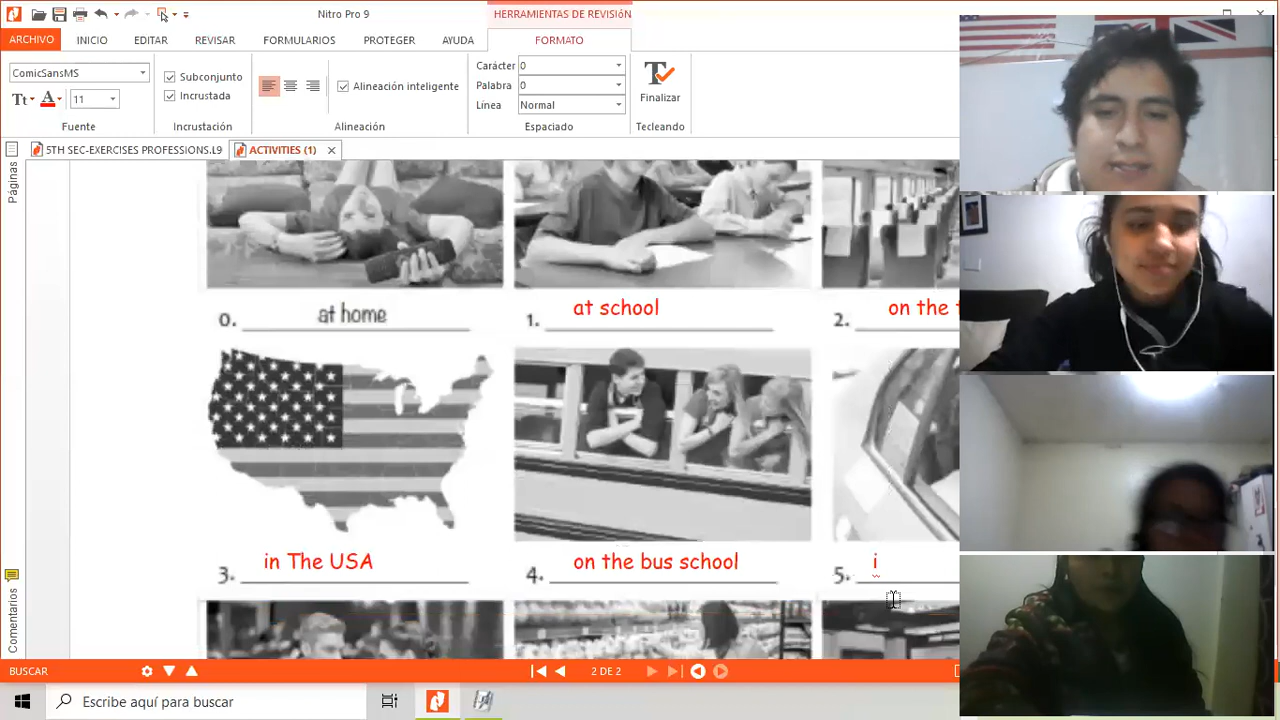 Nitro Pro 9
HERRAMIENTAS DE REVISIÓN
ARCHIVO INICIO EDITAR REVISAR FORMULARIOS PROTEGER AYUDA FORMATO
ComicSansMS
Tt A 11
Fuente
Subconjunto
Incrustada
Incrustación
Alineación inteligente
Alineación
Carácter 0
Palabra 0
Línea Normal
Espaciado
Finalizar
Tecleando
5TH SEC-EXERCISES PROFESSIONS.L9
ACTIVITIES (1)
Páginas
0. at home
1. at school
2. on the
3. in The USA
4. on the bus school
5. i
Comentarios
BUSCAR
2 DE 2
Escribe aquí para buscar